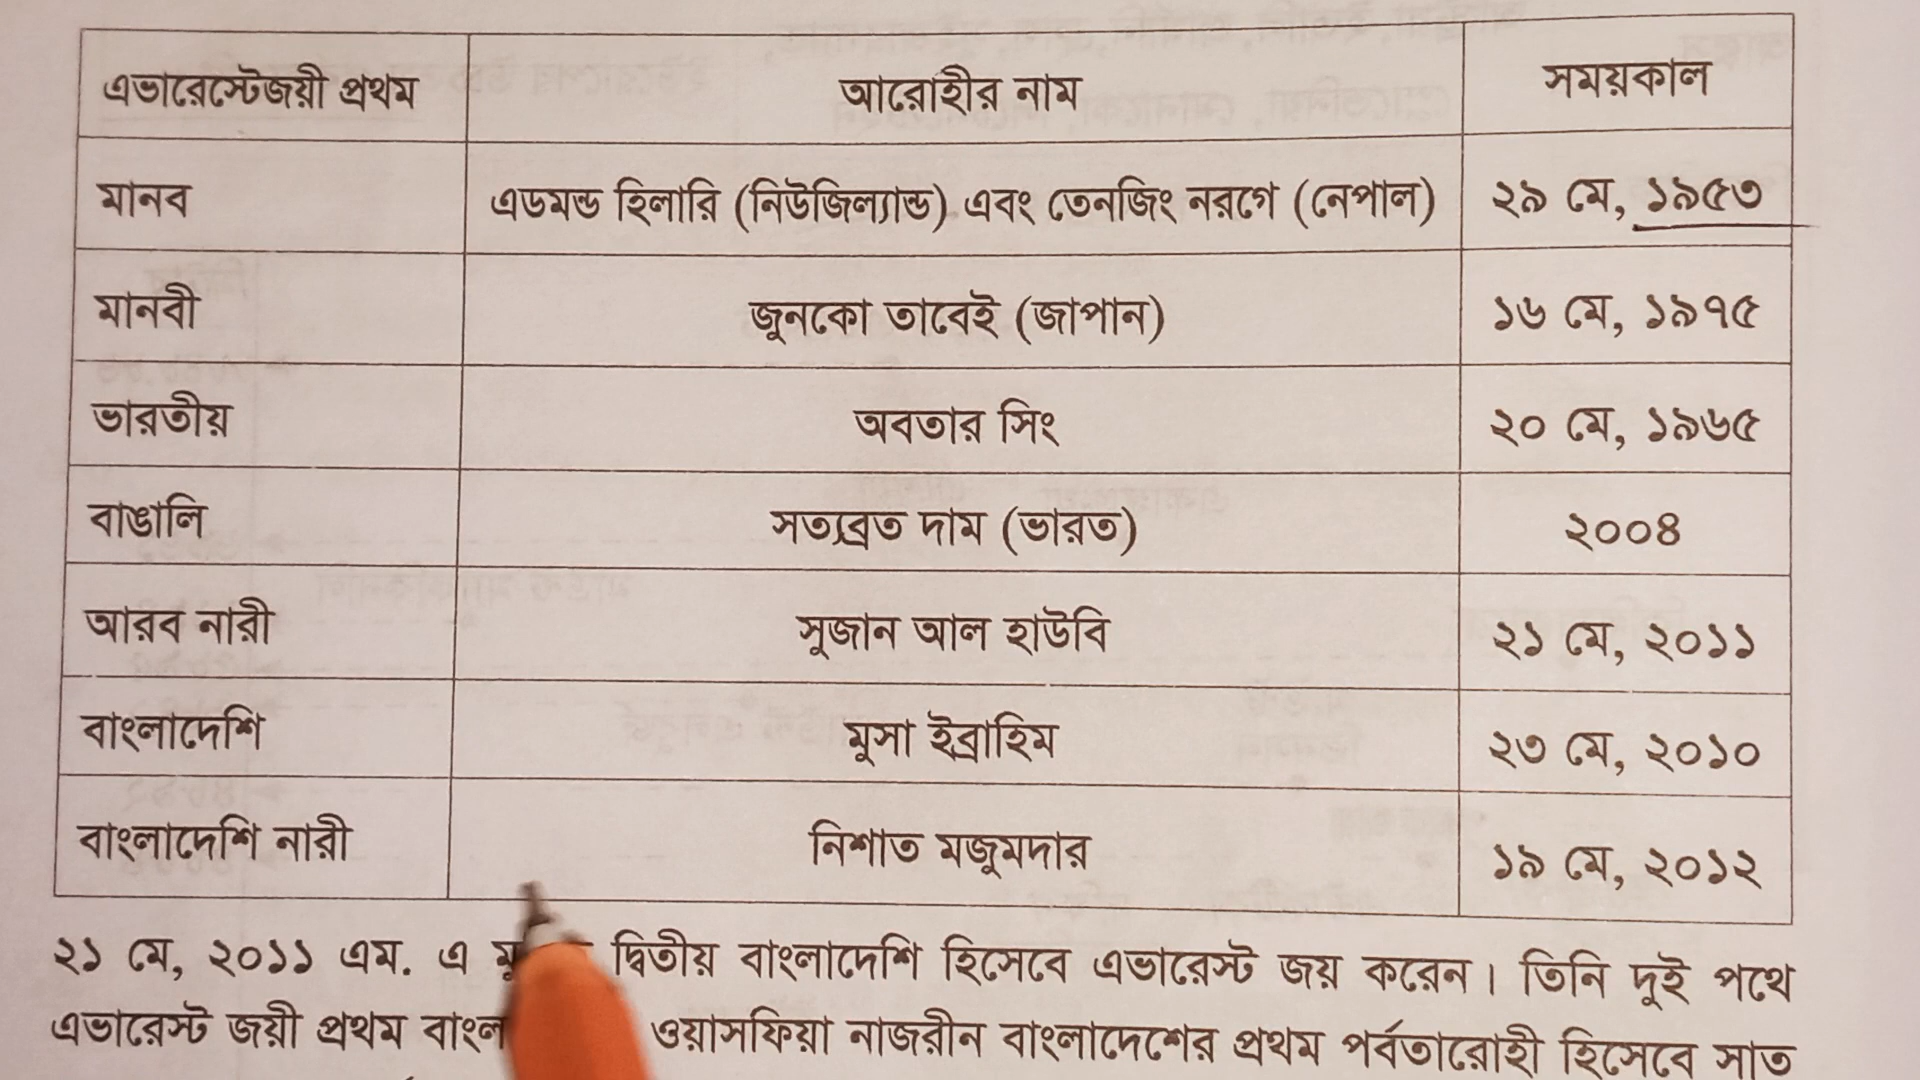 এভারেস্টেজয়ী প্রথম আরোহীর নাম সময়কাল
মানব এডমন্ড হিলারি (নিউজিল্যান্ড) এবং তেনজিং নরগে (নেপাল) ২৯ মে, ১৯৫৩
মানবী জুনকো তাবেই (জাপান) ১৬ মে, ১৯৭৫
ভারতীয় অবতার সিং ২০ মে, ১৯৬৫
বাঙালি সত্যব্রত দাম (ভারত) ২০০৪
আরব নারী সুজান আল হাউবি ২১ মে, ২০১১
বাংলাদেশি মুসা ইব্রাহিম ২৩ মে, ২০১০
বাংলাদেশি নারী নিশাত মজুমদার ১৯ মে, ২০১২
২১ মে, ২০১১ এম. এ দ্বিতীয় বাংলাদেশি হিসেবে এভারেস্ট জয় করেন। তিনি দুই পথে
এভারেস্ট জয়ী প্রথম ওয়াসফিয়া নাজরীন বাংলাদেশের প্রথম পর্বতারোহী হিসেবে সাত